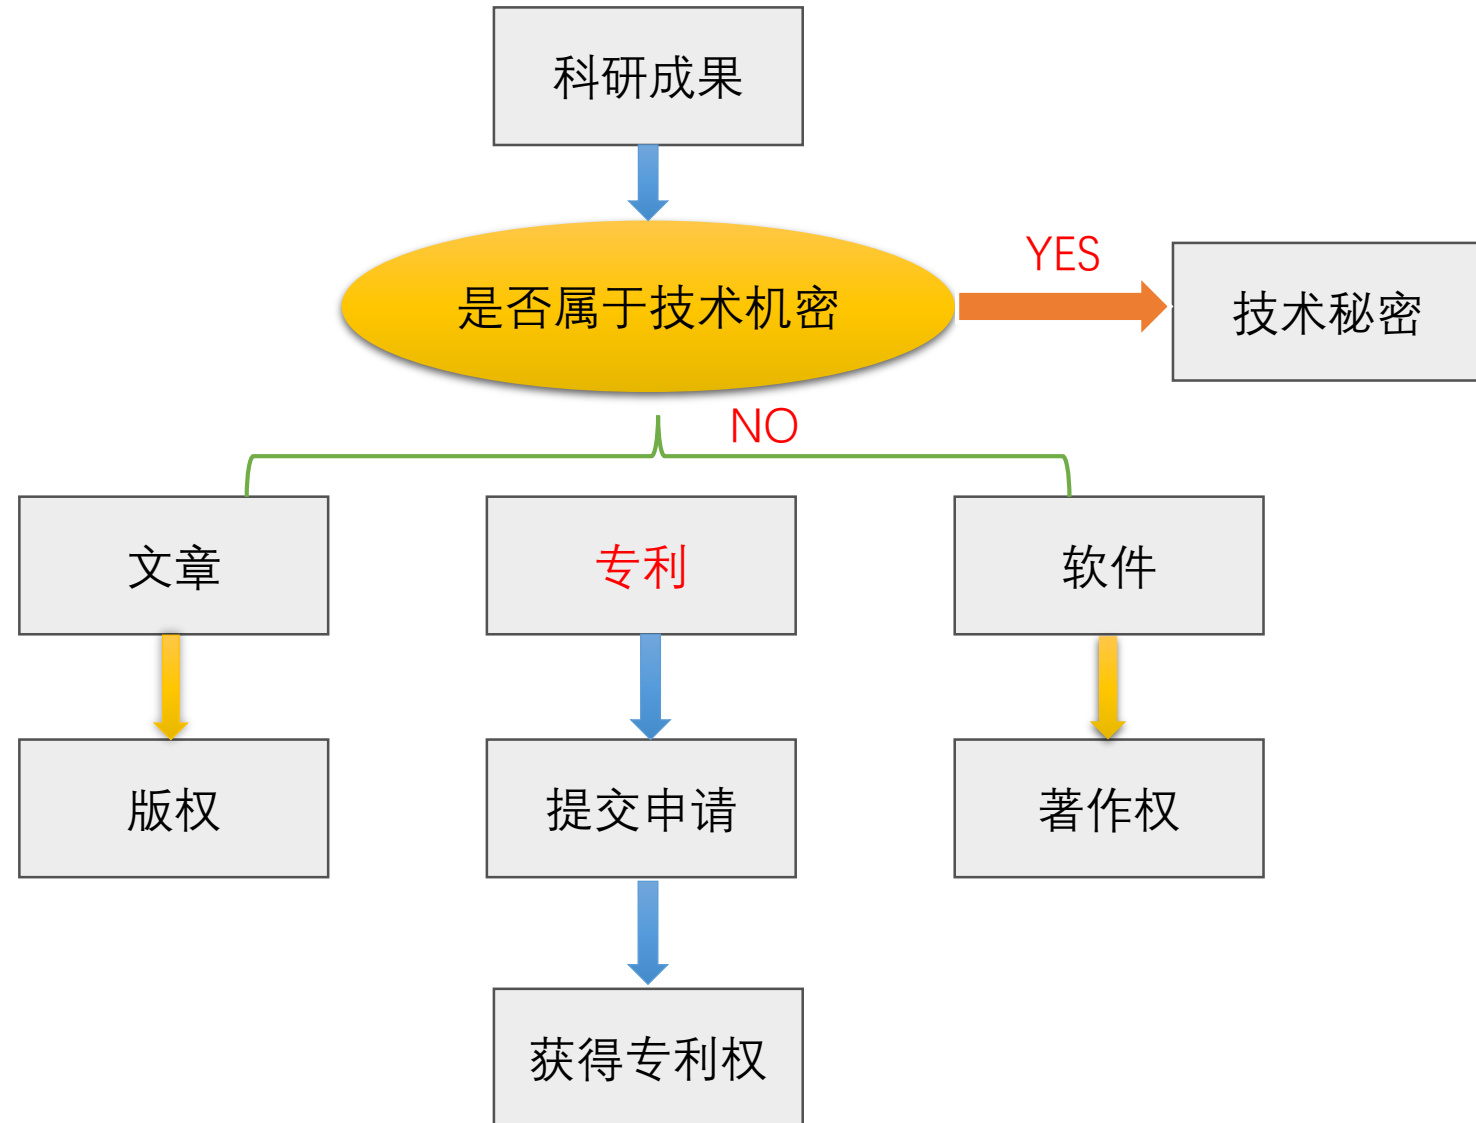 科研成果
是否属于技术机密
YES
技术秘密
NO
文章
专利
软件
版权
提交申请
著作权
获得专利权